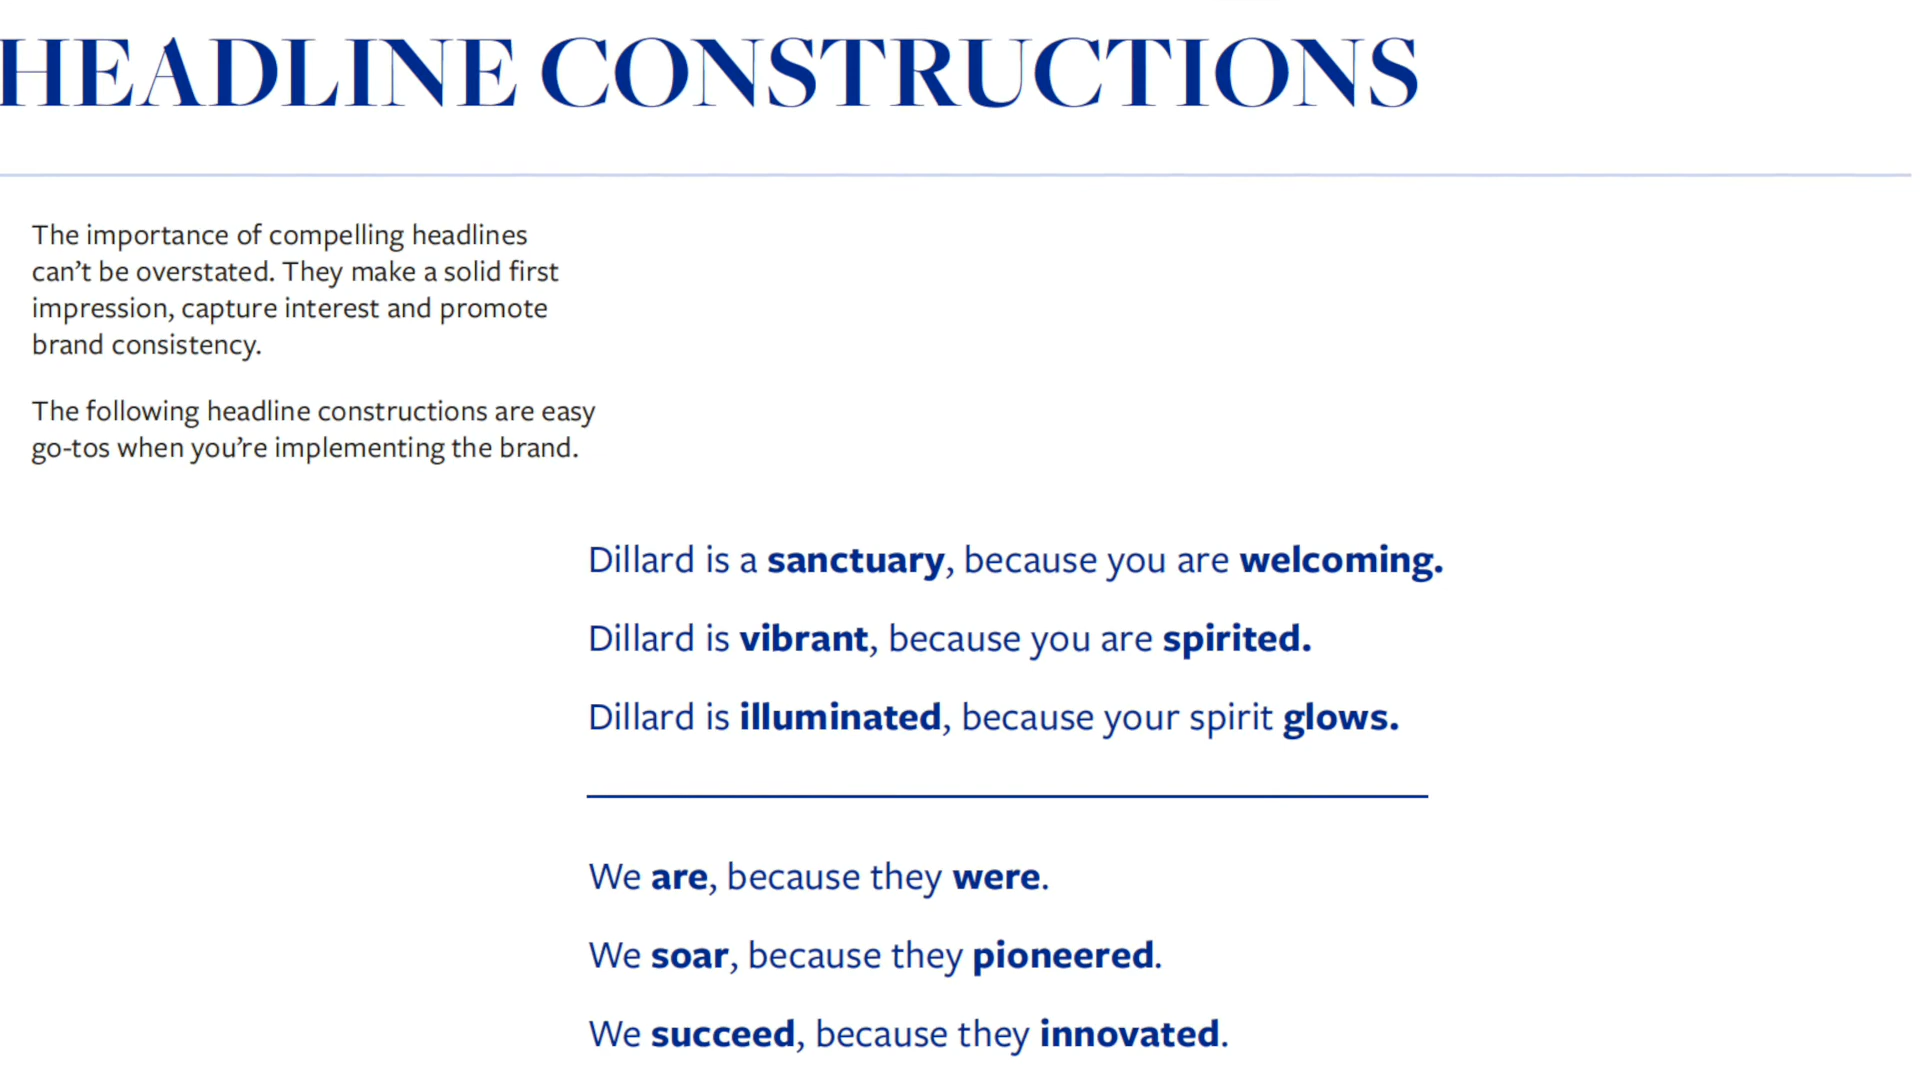 HEADLINE CONSTRUCTIONS
The importance of compelling headlines
can’t be overstated. They make a solid first
impression, capture interest and promote
brand consistency.
The following headline constructions are easy
go-tos when you’re implementing the brand.
Dillard is a sanctuary, because you are welcoming.
Dillard is vibrant, because you are spirited.
Dillard is illuminated, because your spirit glows.
We are, because they were.
We soar, because they pioneered.
We succeed, because they innovated.